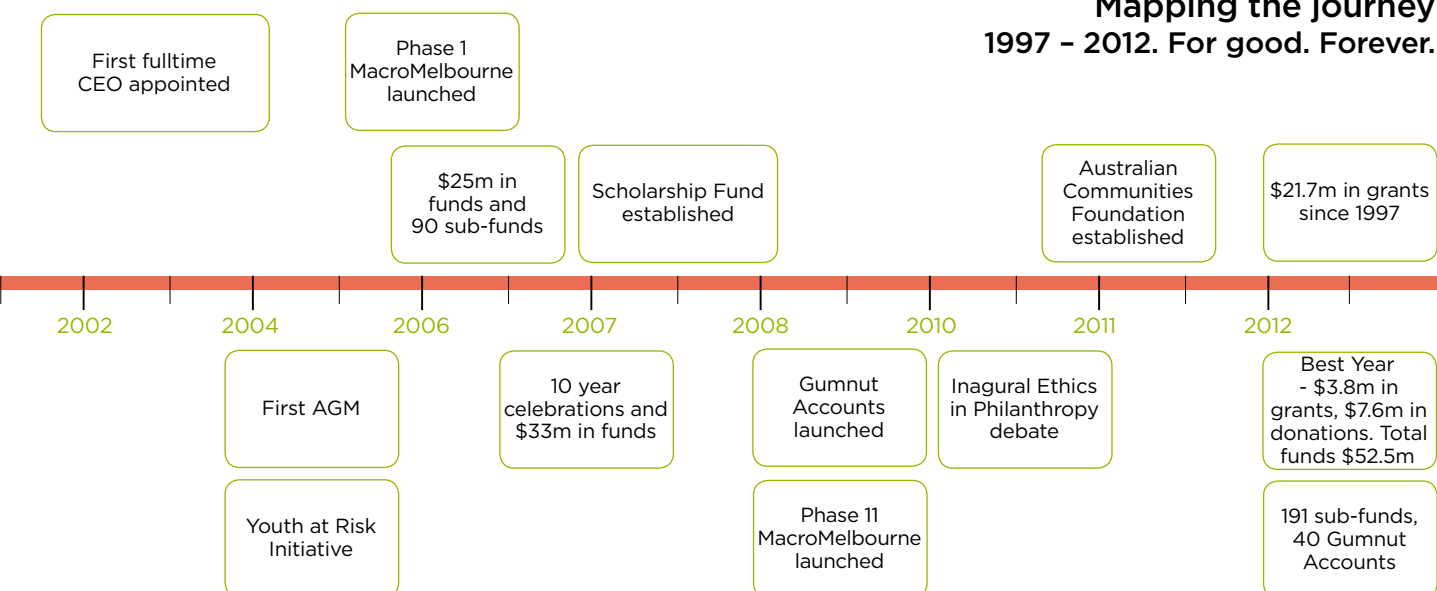 Mapping the journey
1997 – 2012. For good. Forever.
First fulltime
CEO appointed
Phase 1
MacroMelbourne
launched
$25m in
funds and
90 sub-funds
Scholarship Fund
established
Australian
Communities
Foundation
established
$21.7m in grants
since 1997
2002
2004
2006
2007
2008
2010
2011
2012
First AGM
10 year
celebrations and
$33m in funds
Gumnut
Accounts
launched
Inagural Ethics
in Philanthropy
debate
Best Year
- $3.8m in
grants, $7.6m in
donations. Total
funds $52.5m
Youth at Risk
Initiative
Phase 11
MacroMelbourne
launched
191 sub-funds,
40 Gumnut
Accounts